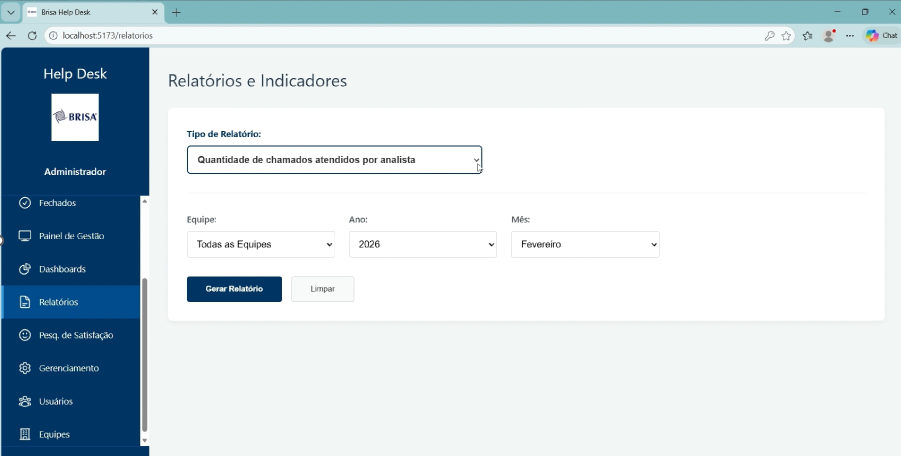 Brisa Help Desk
localhost:5173/relatorios
Chat
Help Desk
BRISA
Administrador
Fechados
Painel de Gestão
Dashboards
Relatórios
Pesq. de Satisfação
Gerenciamento
Usuários
Equipes
Relatórios e Indicadores
Tipo de Relatório:
Quantidade de chamados atendidos por analista
Equipe: Ano: Mês:
Todas as Equipes 2026 Fevereiro
Gerar Relatório Limpar